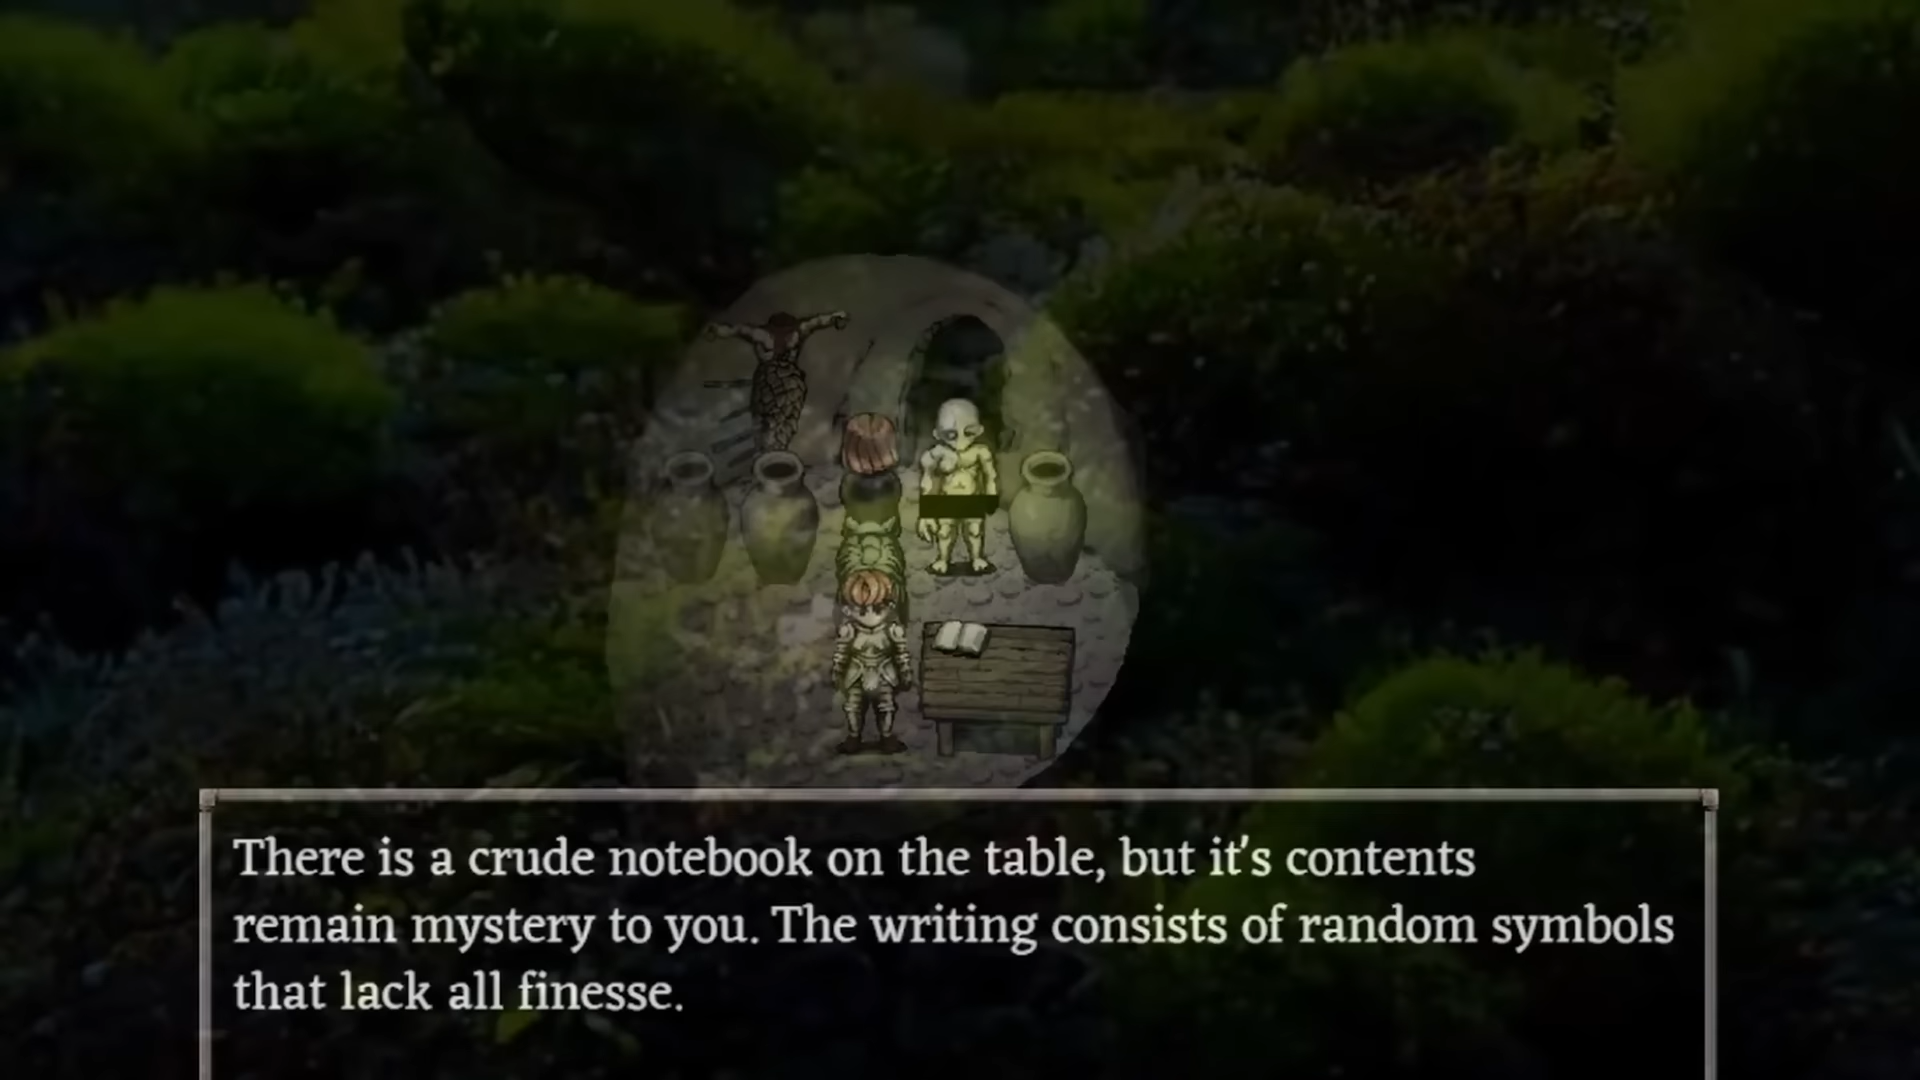 There is a crude notebook on the table, but it's contents
remain mystery to you. The writing consists of random symbols
that lack all finesse.